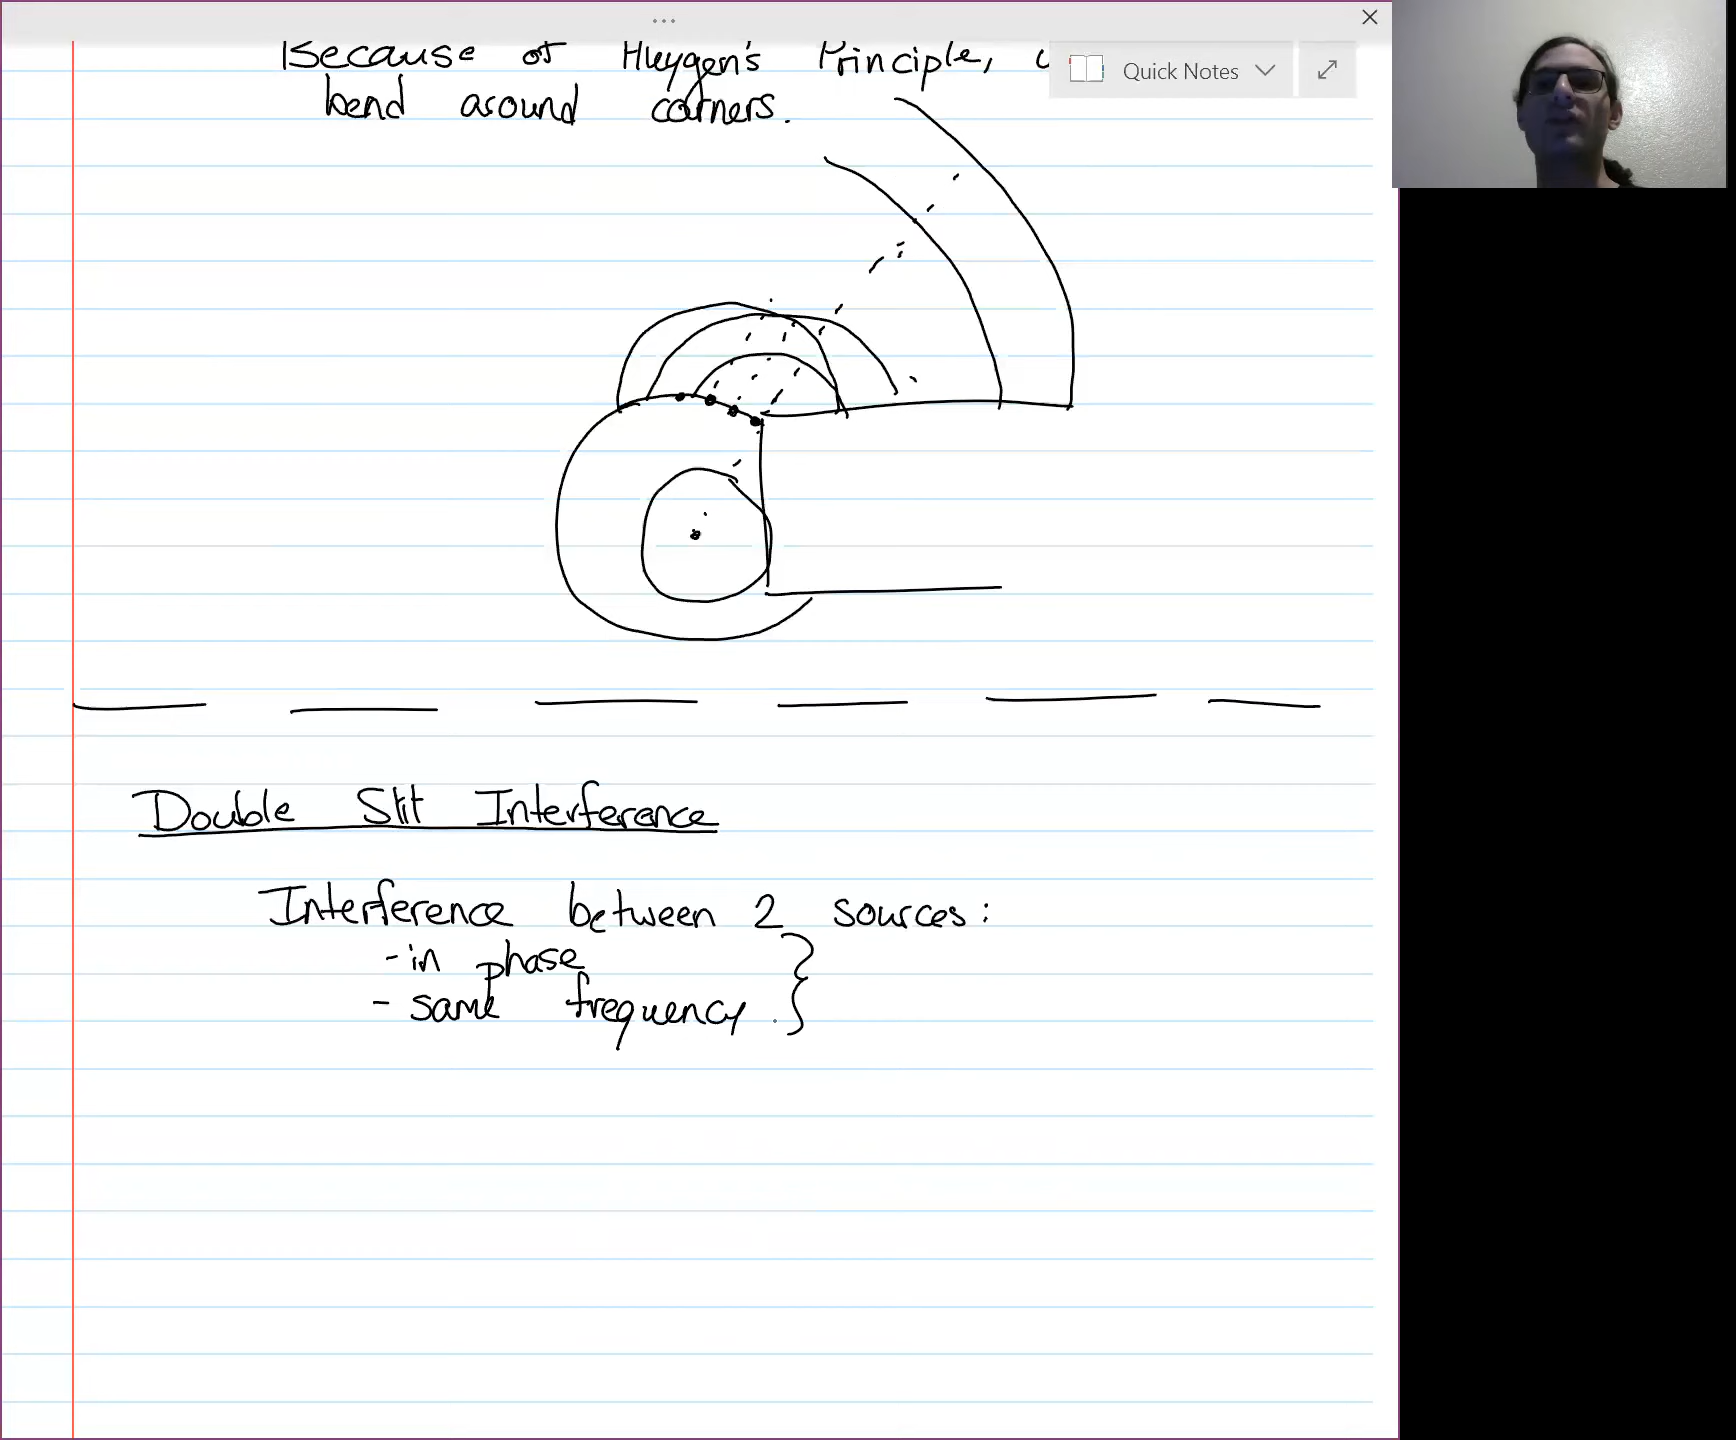 Because of Huygen's Principle,
Quick Notes
bend around corners.
Double Slit Interference
Interference between 2 sources:
- in phase
- same frequency.